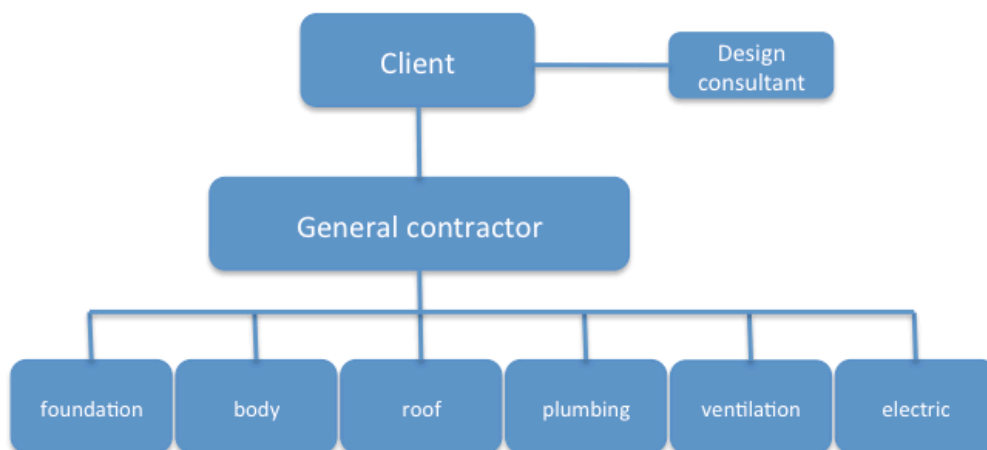 Client
Design
consultant
General contractor
foundation
body
roof
plumbing
ventilation
electric